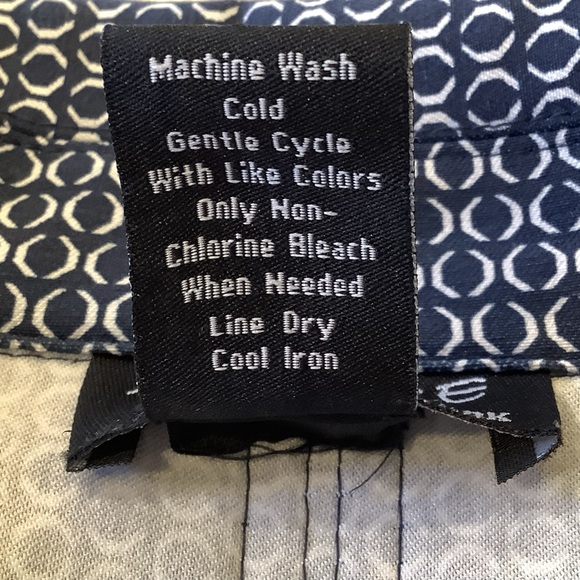 Machine Wash
Cold
Gentle Cycle
With Like Colors
Only Non-
Chlorine Bleach
When Needed
Line Dry
Cool Iron